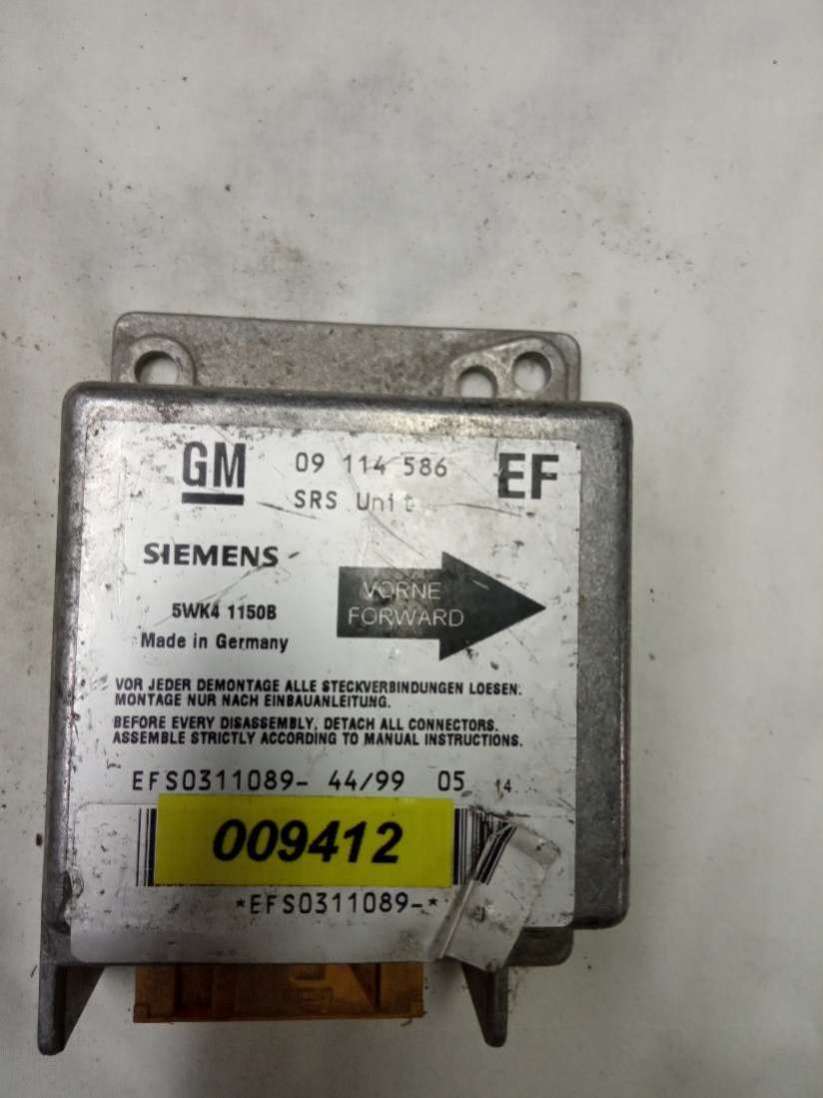 GM 09 114 586 EF
SRS Unit
SIEMENS
VORNE
FORWARD
5WK4 1150B
Made in Germany
VOR JEDER DEMONTAGE ALLE STECKVERBINDUNGEN LOESEN.
MONTAGE NUR NACH EINBAUANLEITUNG.
BEFORE EVERY DISASSEMBLY, DETACH ALL CONNECTORS.
ASSEMBLE STRICTLY ACCORDING TO MANUAL INSTRUCTIONS.
EFS0311089- 44/99 05 14
009412
*EFS0311089-*